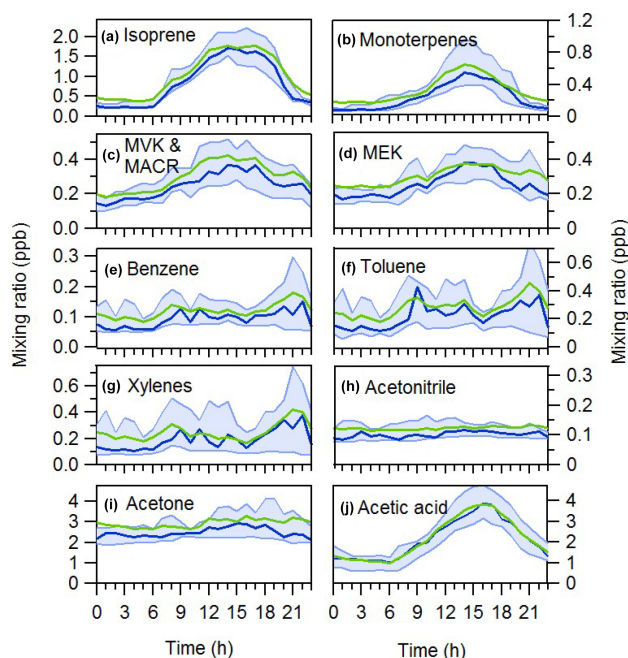 (a) Isoprene
2.0
1.5
1.0
0.5
0.0
(b) Monoterpenes
1.2
0.8
0.4
0.0
(c) MVK &
MACR
0.4
0.2
0.0
(d) MEK
0.6
0.4
0.2
0.0
(e) Benzene
0.3
0.2
0.1
0.0
(f) Toluene
0.6
0.4
0.2
0.0
(g) Xylenes
0.6
0.4
0.2
0.0
(h) Acetonitrile
0.3
0.2
0.1
0.0
(i) Acetone
4
3
2
1
0
(j) Acetic acid
4
3
2
1
0
0 3 6 9 12 15 18 21
0 3 6 9 12 15 18 21
Time (h)
Time (h)
Mixing ratio (ppb)
Mixing ratio (ppb)